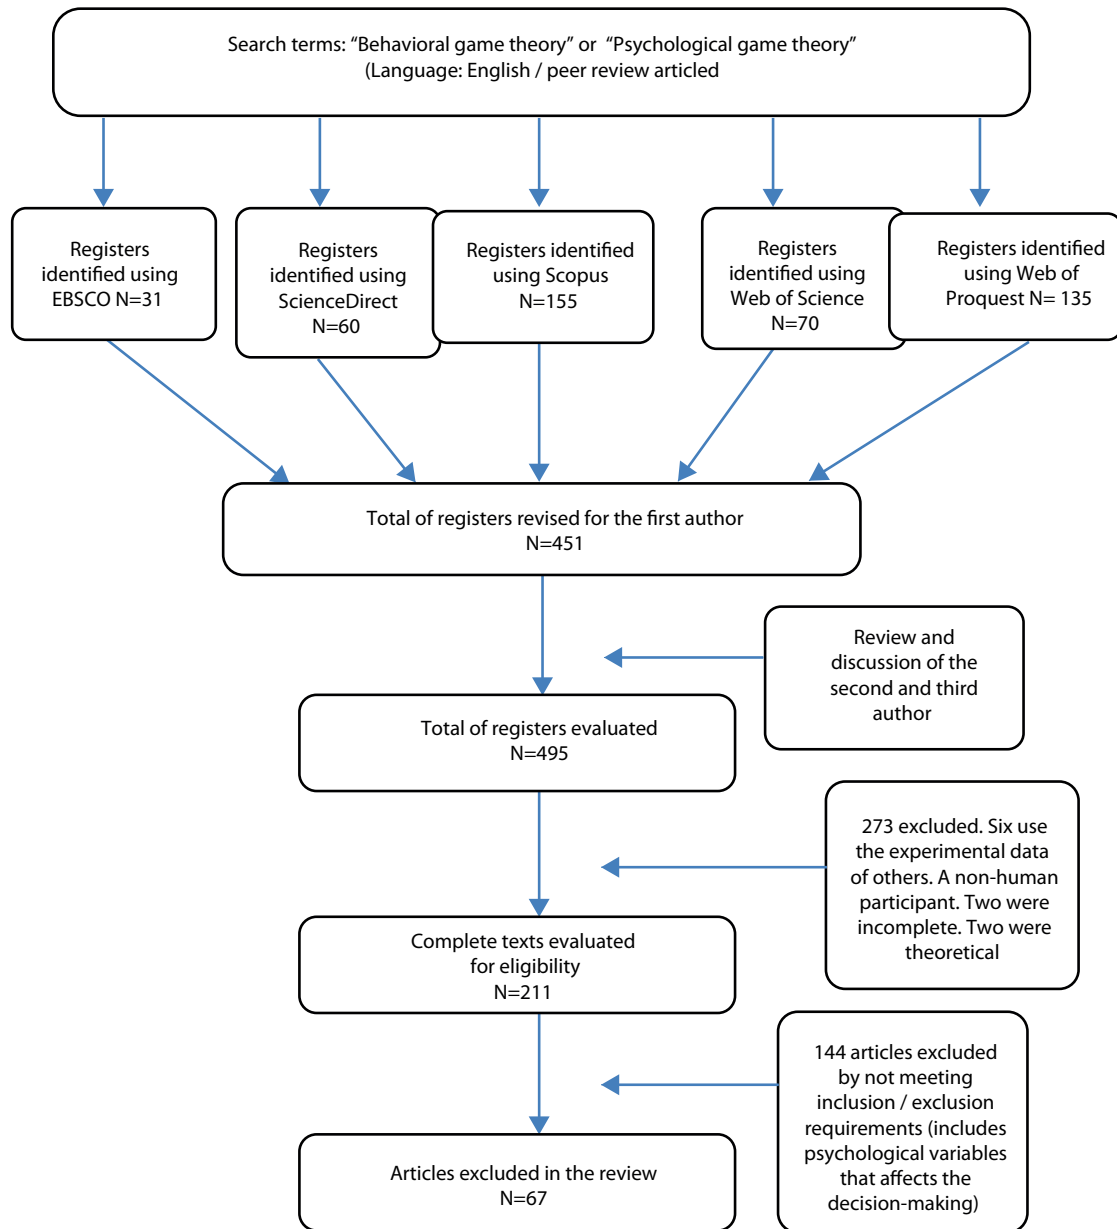 Search terms: “Behavioral game theory” or “Psychological game theory”
(Language: English / peer review articled
Registers
identified using
EBSCO N=31
Registers
identified using
ScienceDirect
N=60
Registers identified
using Scopus
N=155
Registers
identified using
Web of Science
N=70
Registers identified
using Web of
Proquest N= 135
Total of registers revised for the first author
N=451
Review and
discussion of the
second and third
author
Total of registers evaluated
N=495
273 excluded. Six use
the experimental data
of others. A non-human
participant. Two were
incomplete. Two were
theoretical
Complete texts evaluated
for eligibility
N=211
144 articles excluded
by not meeting
inclusion / exclusion
requirements (includes
psychological variables
that affects the
decision-making)
Articles excluded in the review
N=67